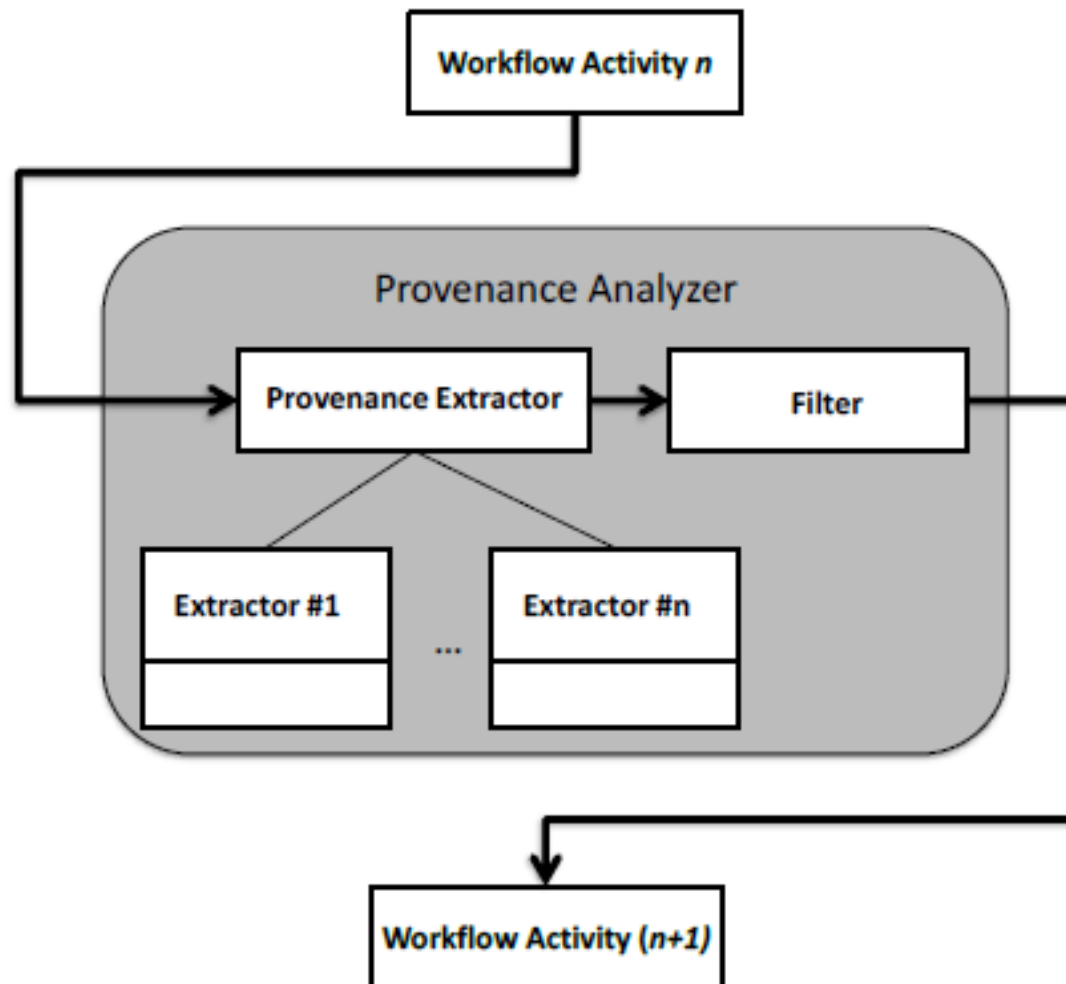 Workflow Activity n
Provenance Analyzer
Provenance Extractor
Filter
Extractor #1
...
Extractor #n
Workflow Activity (n+1)